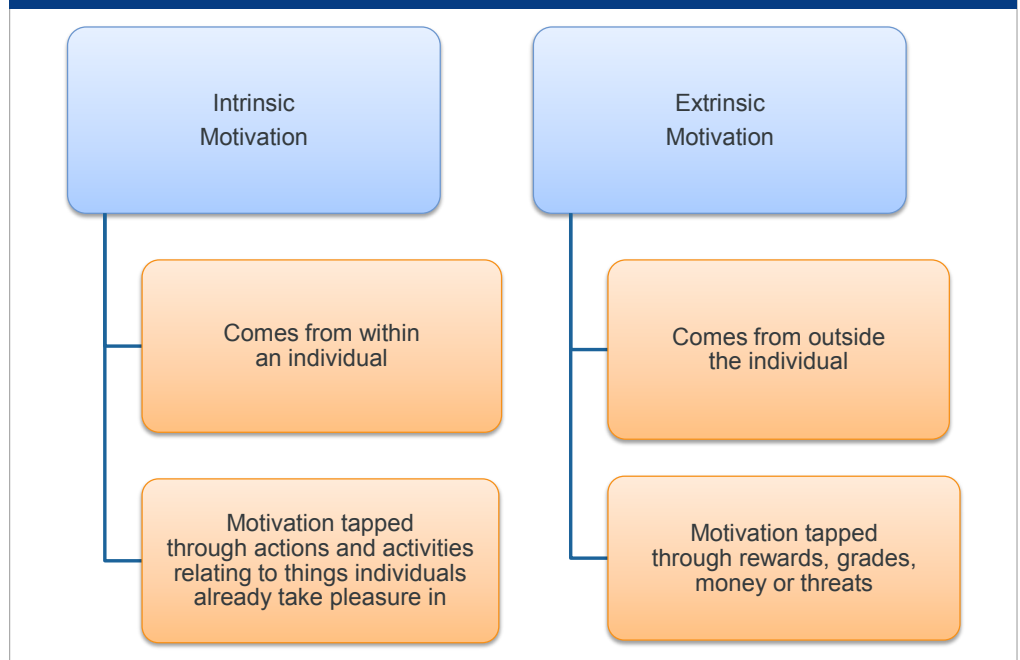 Intrinsic
Motivation
Comes from within
an individual
Motivation tapped
through actions and activities
relating to things individuals
already take pleasure in
Extrinsic
Motivation
Comes from outside
the individual
Motivation tapped
through rewards, grades,
money or threats